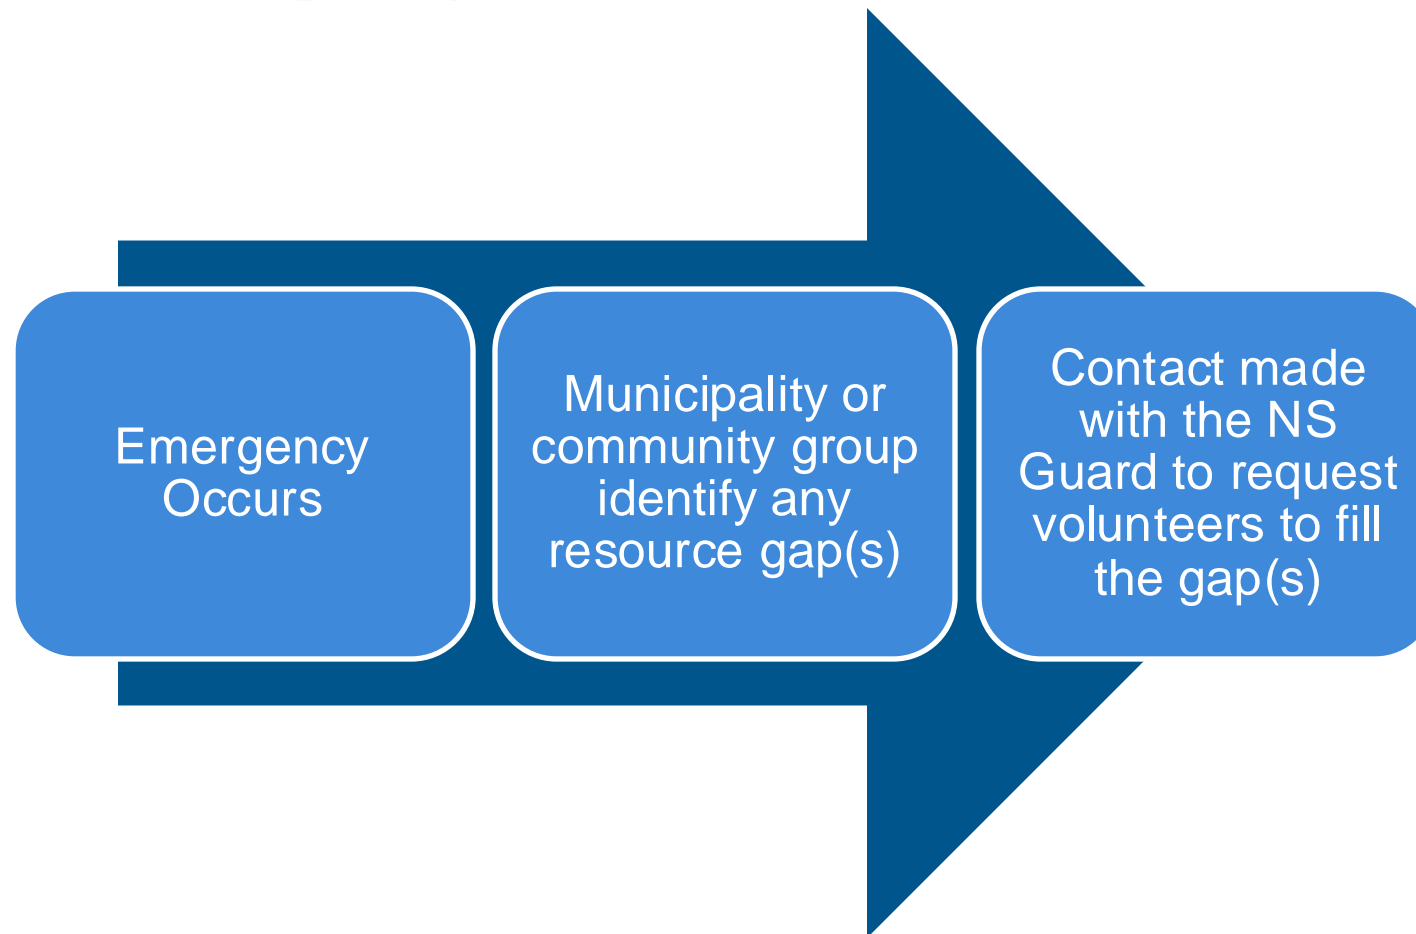 Emergency
Occurs
Municipality or
community group
identify any
resource gap(s)
Contact made
with the NS
Guard to request
volunteers to fill
the gap(s)